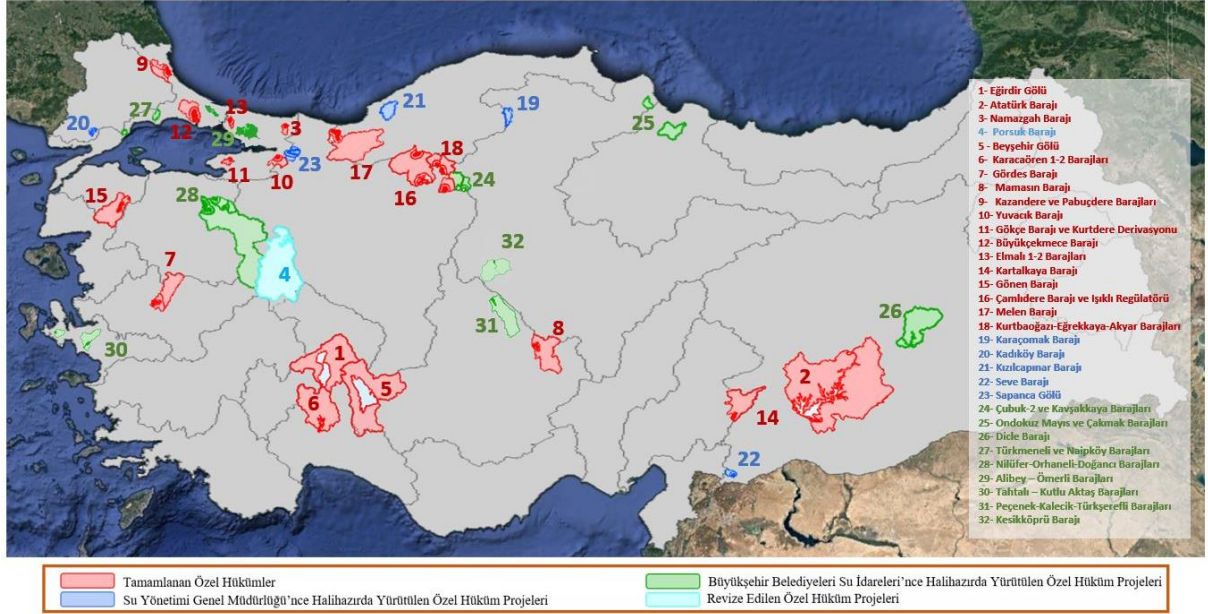 9
27
20
12
13
29
3
11
10
23
21
17
19
18
16
24
25
15
28
7
4
32
31
30
8
1
5
6
2
14
26
22
1- Eğirdir Gölü
2- Atatürk Barajı
3- Namazgah Barajı
4- Porsuk Barajı
5 - Beyşehir Gölü
6- Karacaören 1-2 Barajları
7- Gördes Barajı
8- Mamasın Barajı
9- Kazandere ve Pabuçdere Barajları
10- Yuvacık Barajı
11- Gökçe Barajı ve Kurtdere Derivasyonu
12- Büyükçekmece Barajı
13- Elmalı 1-2 Barajları
14- Kartalkaya Barajı
15- Gönen Barajı
16- Çamlıdere Barajı ve Işıklı Regülatörü
17- Melen Barajı
18- Kurtboğazı-Eğrekkaya-Akyar Barajları
19- Karaçomak Barajı
20- Kadıköy Barajı
21- Kızılcapınar Barajı
22- Seve Barajı
23- Sapanca Gölü
24- Çubuk-2 ve Kavşakkaya Barajları
25- Ondokuz Mayıs ve Çakmak Barajları
26- Dicle Barajı
27- Türkmeneli ve Naipköy Barajları
28- Nilüfer-Orhaneli-Doğancı Barajları
29- Alibey – Ömerli Barajları
30- Tahtalı – Kutlu Aktaş Barajları
31- Peçenek-Kalecik-Türkşerefli Barajları
32- Kesikköprü Barajı
Tamamlanan Özel Hükümler
Su Yönetimi Genel Müdürlüğü'nce Halihazırda Yürütülen Özel Hüküm Projeleri
Büyükşehir Belediyeleri Su İdareleri'nce Halihazırda Yürütülen Özel Hüküm Projeleri
Revize Edilen Özel Hüküm Projeleri